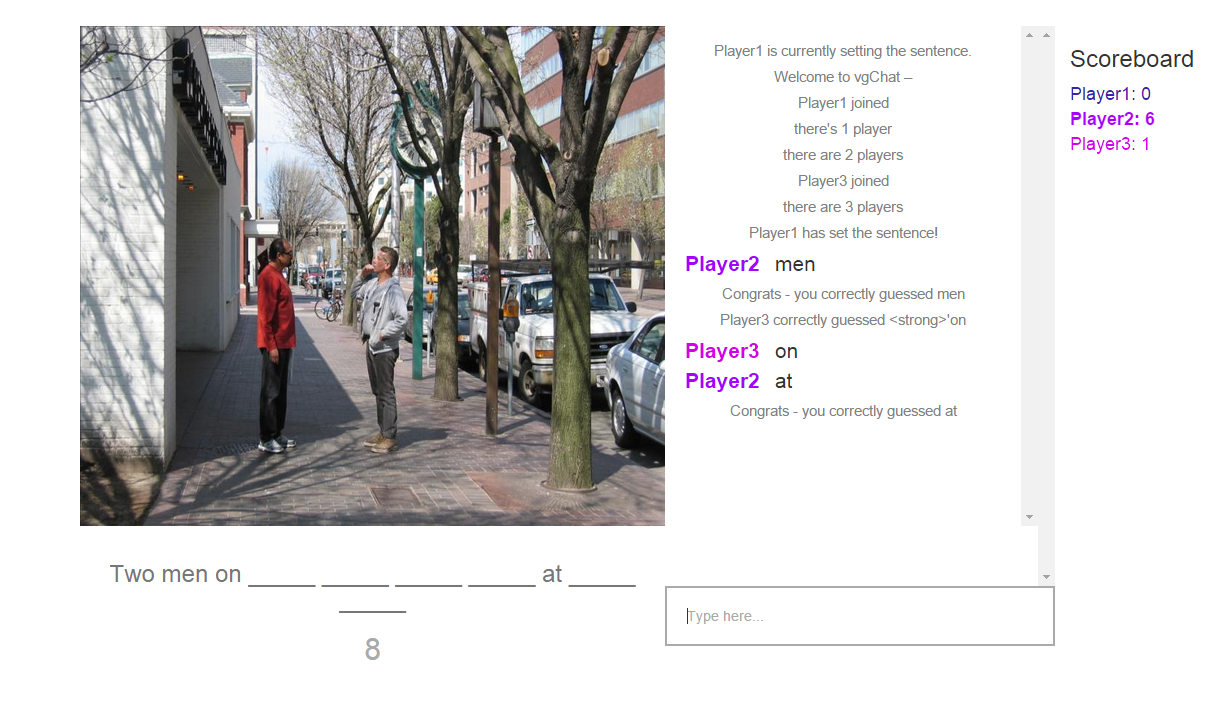 Player1 is currently setting the sentence.
Welcome to vgChat –
Player1 joined
there's 1 player
there are 2 players
Player3 joined
there are 3 players
Player1 has set the sentence!
Player2 men
Congrats - you correctly guessed men
Player3 correctly guessed <strong>'on
Player3 on
Player2 at
Congrats - you correctly guessed at
Type here...
Scoreboard
Player1: 0
Player2: 6
Player3: 1
Two men on _____ _____ _____ _____ at _____
_____
8